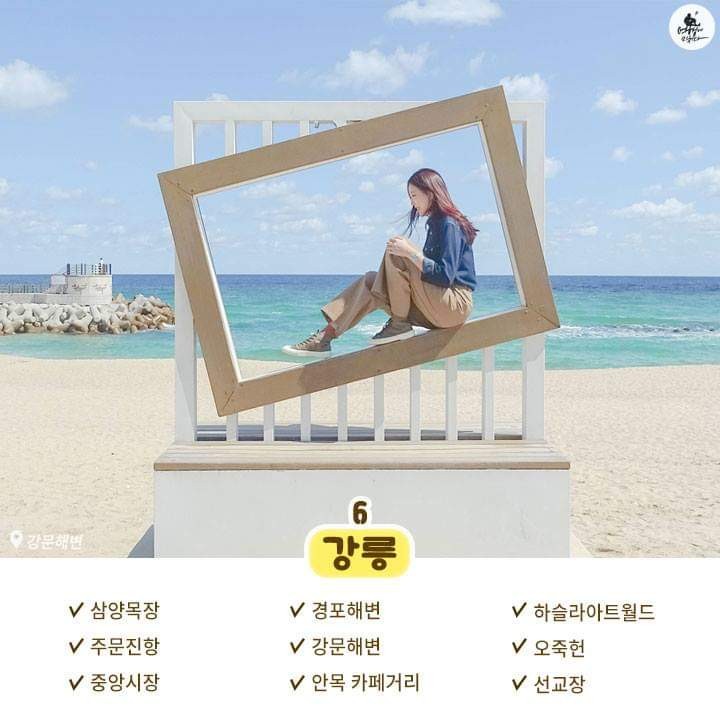 강문해변
6
강릉
삼양목장
경포해변
하슬라아트월드
주문진항
강문해변
오죽헌
중앙시장
안목 카페거리
선교장